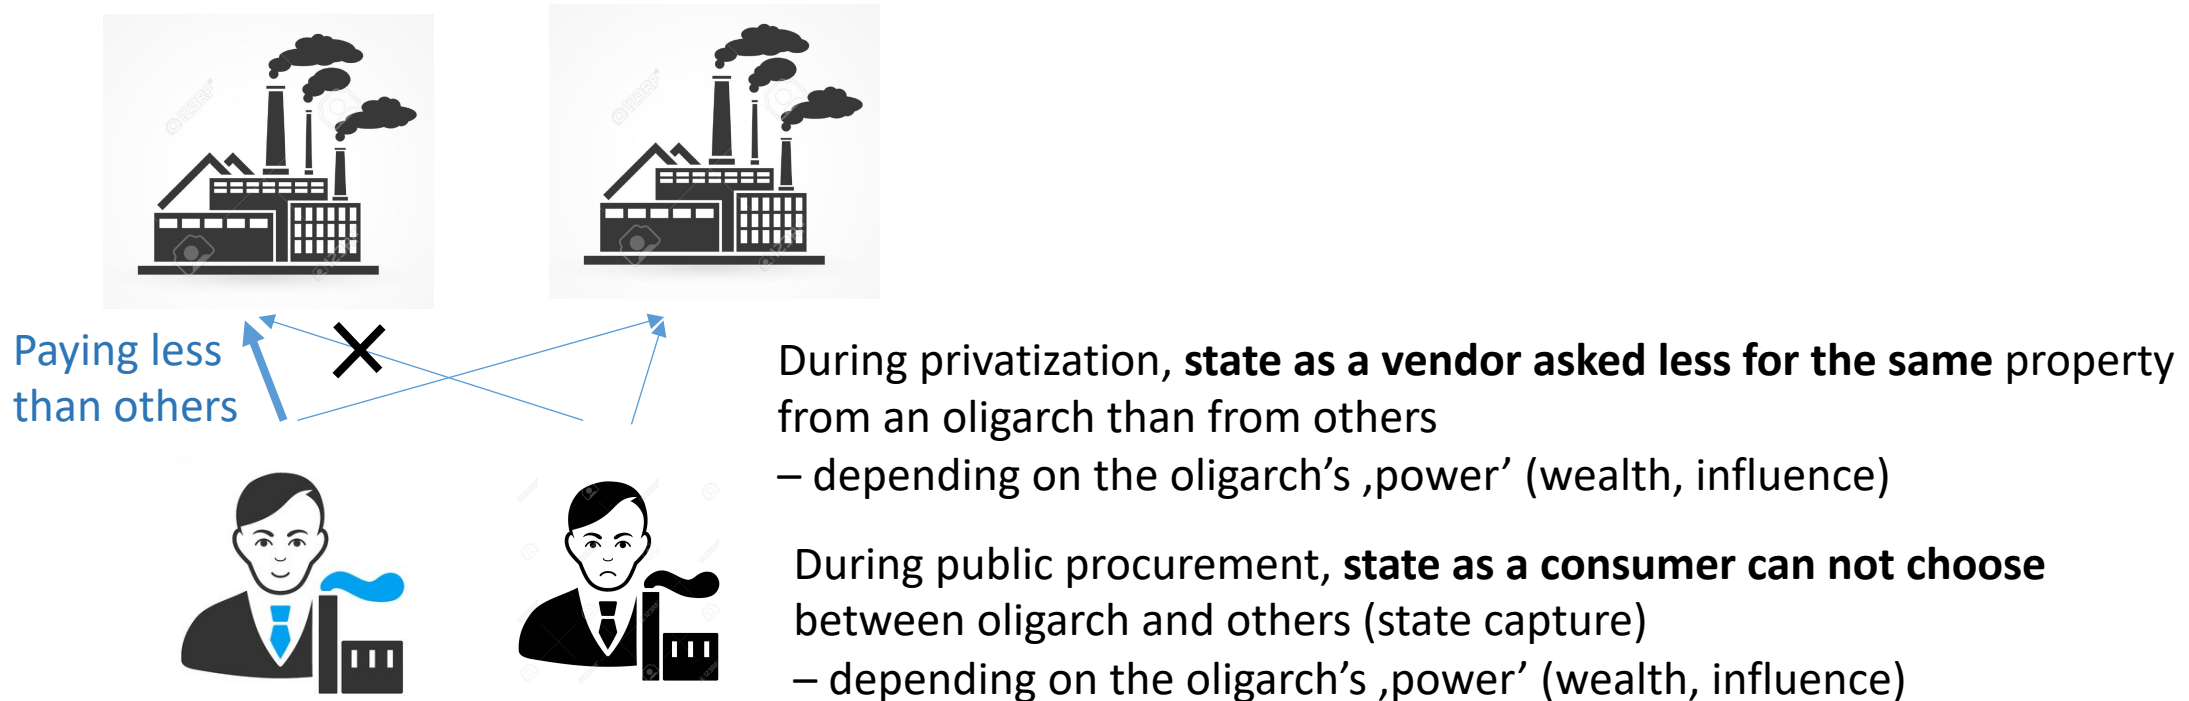 Paying less
than others
During privatization, state as a vendor asked less for the same property
from an oligarch than from others
– depending on the oligarch’s ‚power’ (wealth, influence)
During public procurement, state as a consumer can not choose
between oligarch and others (state capture)
– depending on the oligarch’s ‚power’ (wealth, influence)